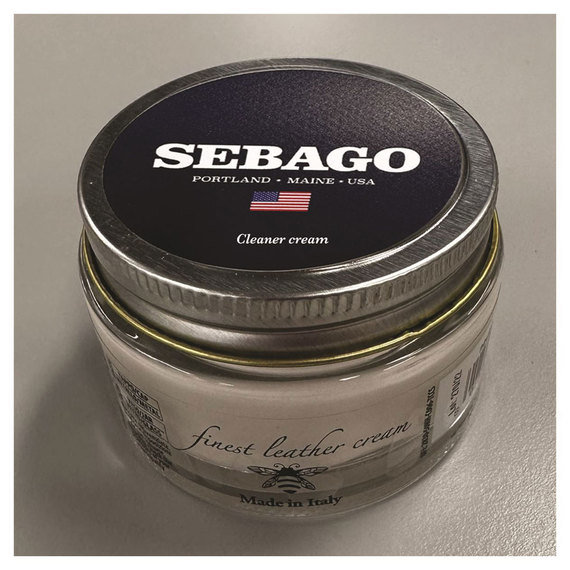 SEBAGO
PORTLAND • MAINE • USA
Cleaner cream
finest leather cream
Made in Italy